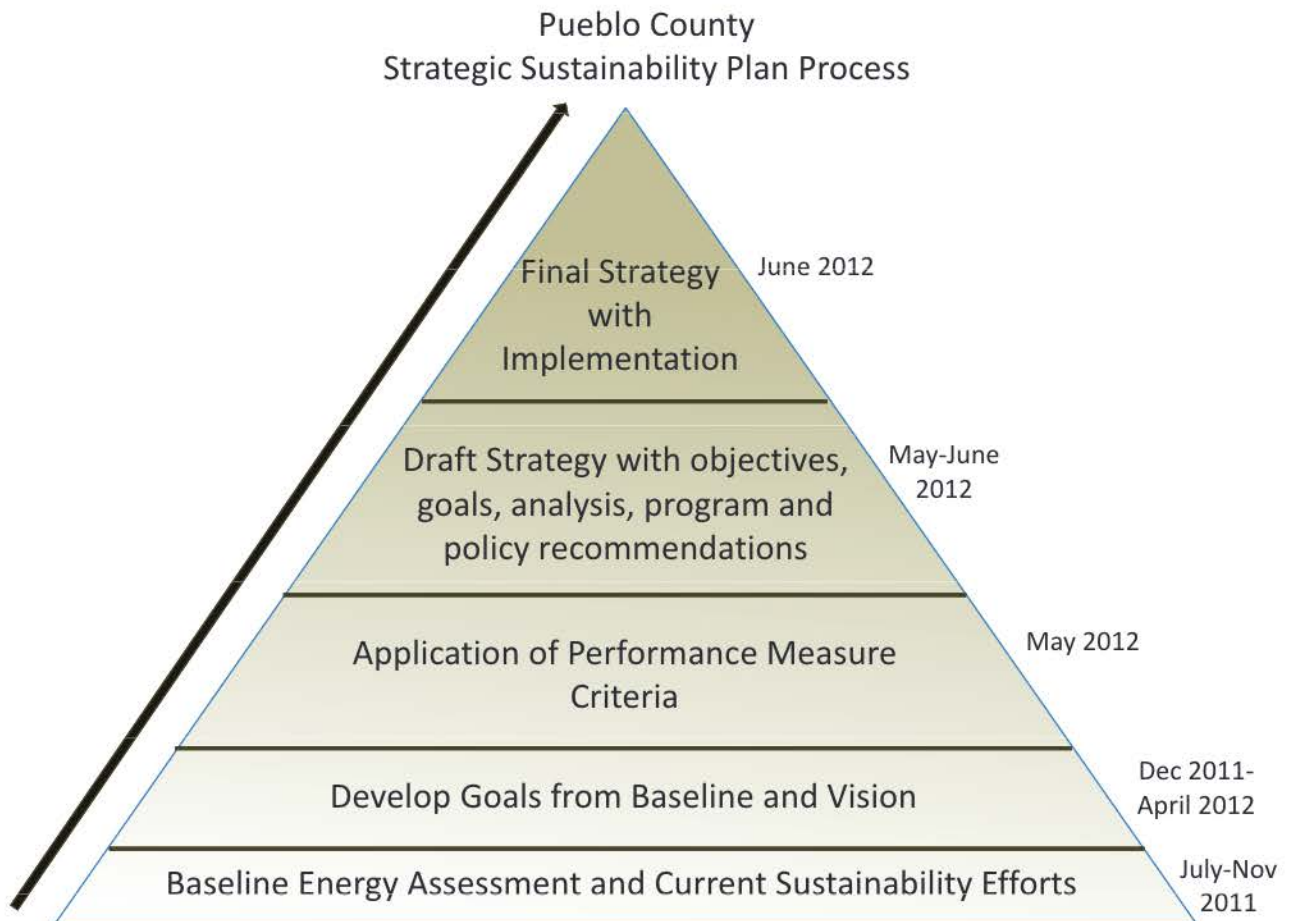 Pueblo County
Strategic Sustainability Plan Process
Final Strategy
with
Implementation
June 2012
Draft Strategy with objectives,
goals, analysis, program and
policy recommendations
May-June
2012
Application of Performance Measure
Criteria
May 2012
Develop Goals from Baseline and Vision
Dec 2011-
April 2012
Baseline Energy Assessment and Current Sustainability Efforts
July-Nov
2011